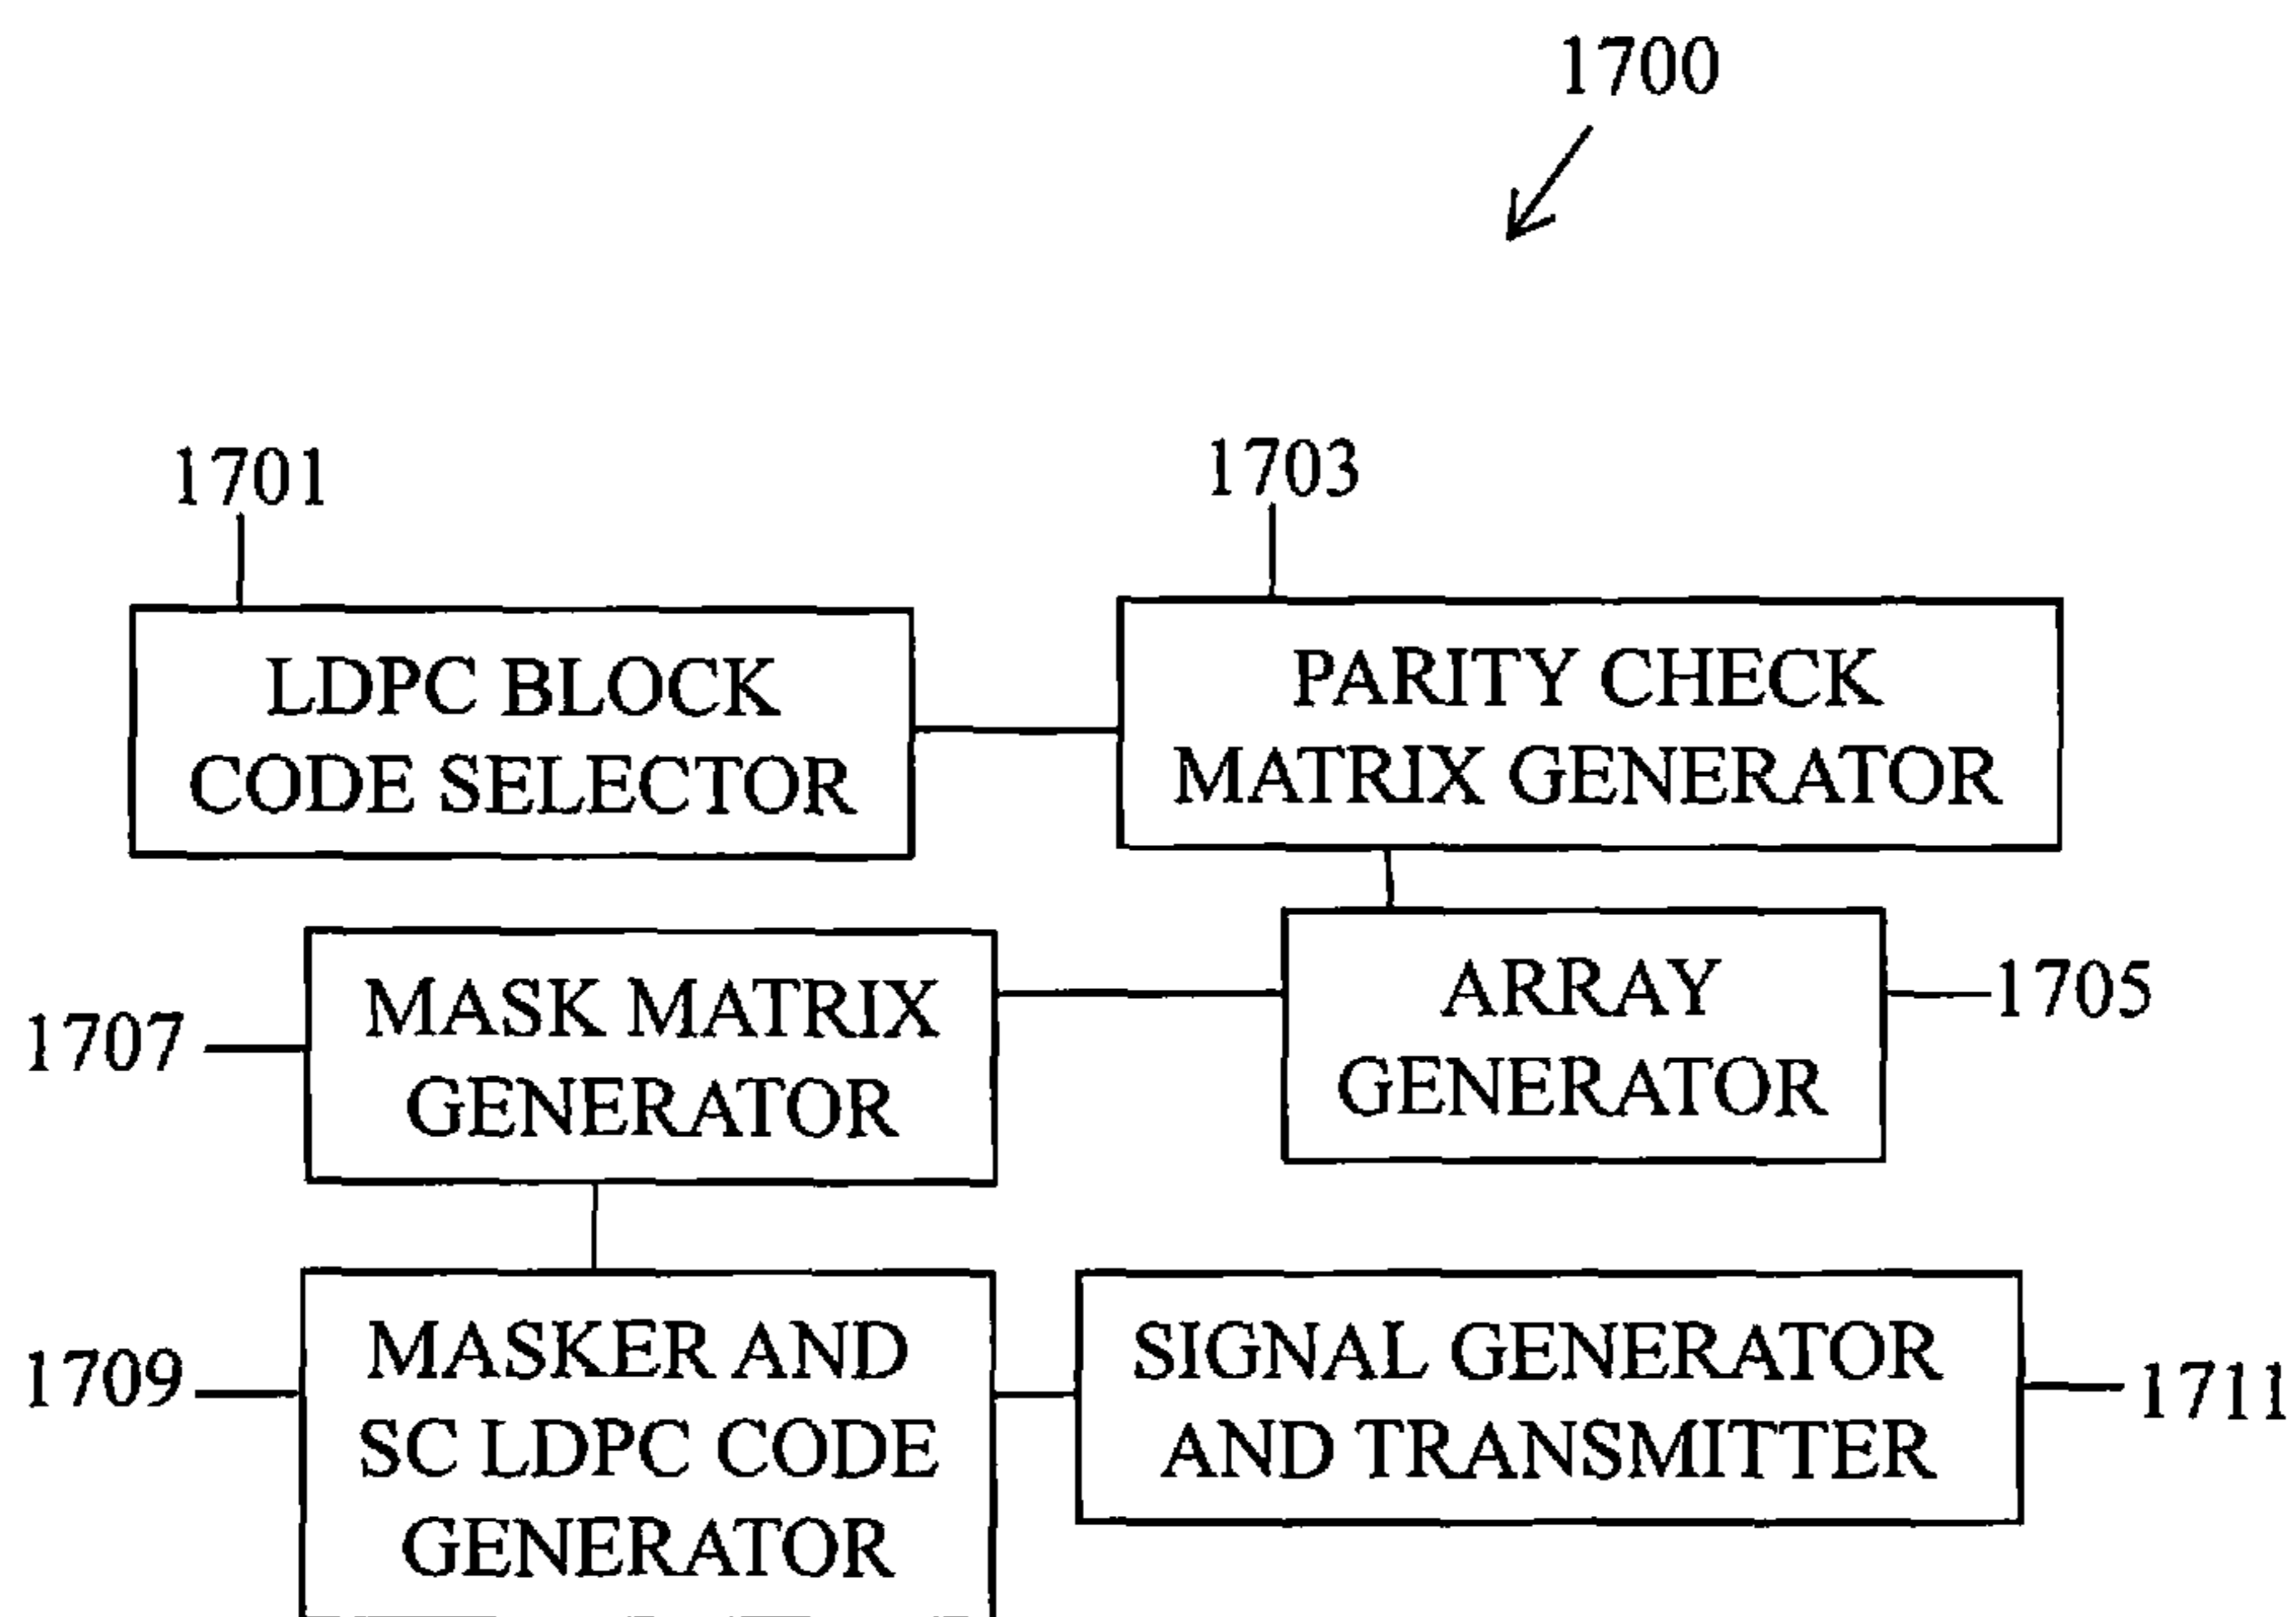 1700
1701
1703
LDPC BLOCK
CODE SELECTOR
PARITY CHECK
MATRIX GENERATOR
1707
MASK MATRIX
GENERATOR
ARRAY
GENERATOR
1705
1709
MASKER AND
SC LDPC CODE
GENERATOR
SIGNAL GENERATOR
AND TRANSMITTER
1711